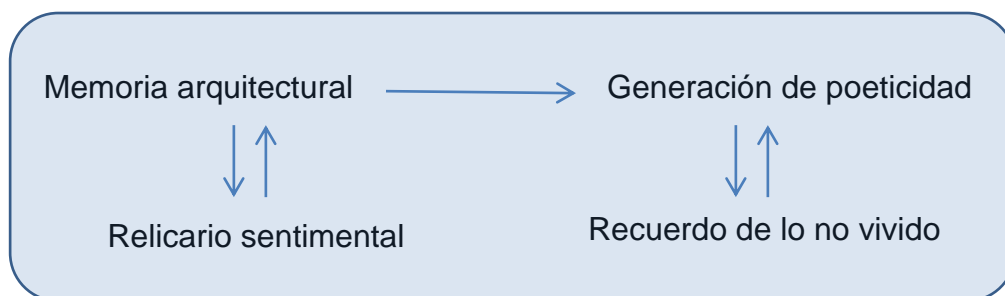 Memoria arquitectural
Generación de poeticidad
Relicario sentimental
Recuerdo de lo no vivido